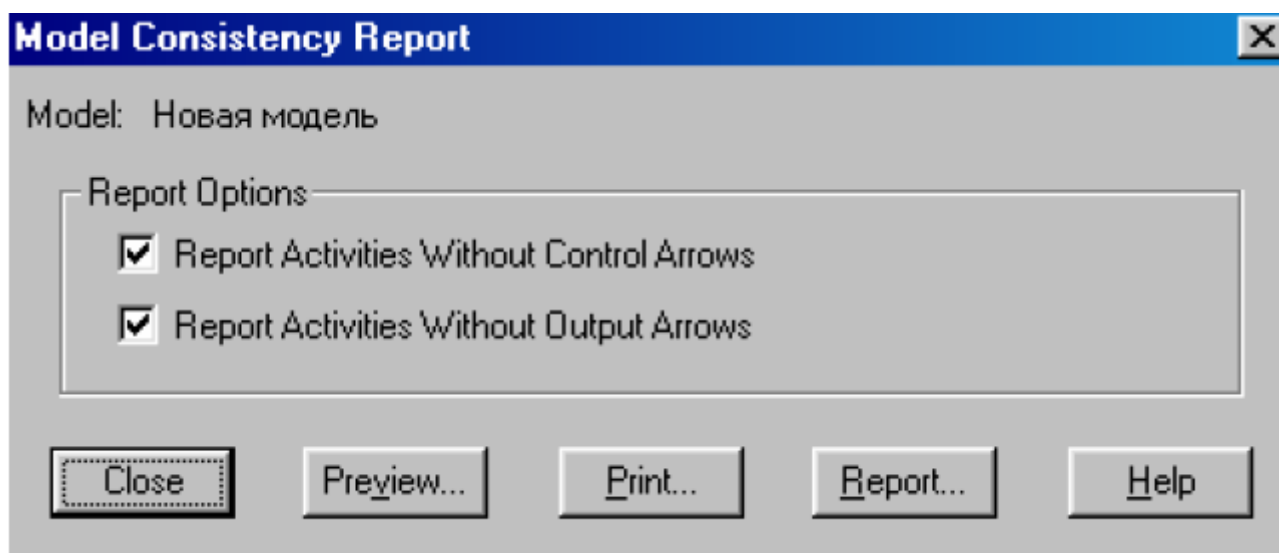 Model Consistency Report
Model: Новая модель
Report Options
Report Activities Without Control Arrows
Report Activities Without Output Arrows
Close Preview... Print... Report... Help